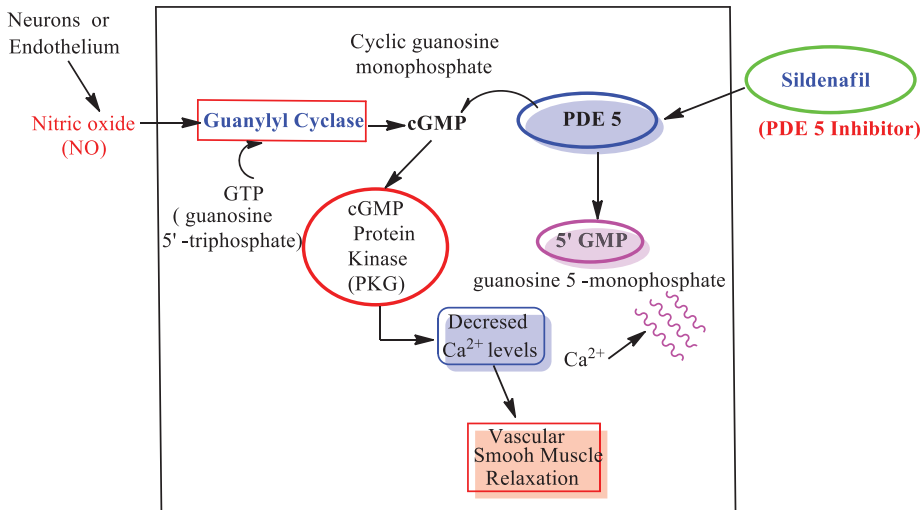 Neurons or
Endothelium
Nitric oxide
(NO)
Guanylyl Cyclase
GTP
( guanosine
5' -triphosphate)
Cyclic guanosine
monophosphate
cGMP
PDE 5
Sildenafil
(PDE 5 Inhibitor)
cGMP
Protein
Kinase
(PKG)
5' GMP
guanosine 5 -monophosphate
Decresed
Ca2+ levels
Ca2+
Vascular
Smooh Muscle
Relaxation